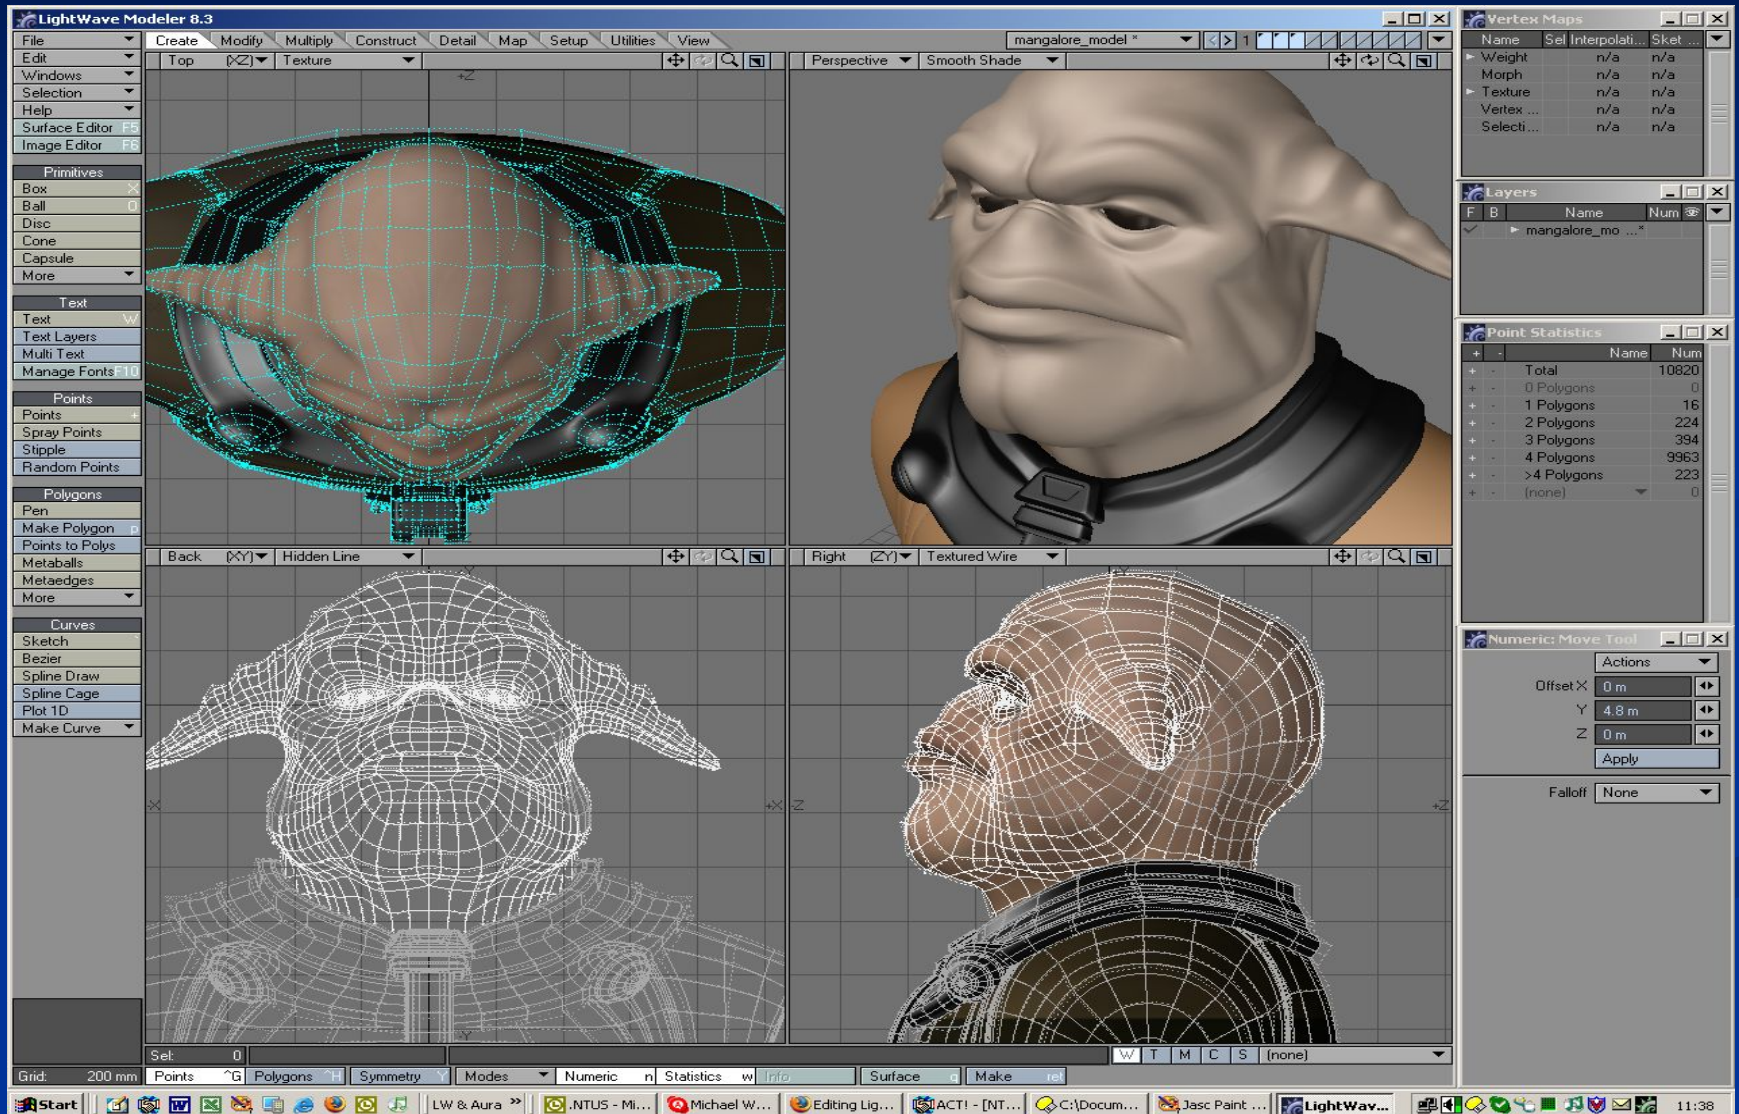 LightWave Modeler 8.3
File
Edit
Windows
Selection
Help
Surface Editor F5
Image Editor F6
Primitives
Box X
Ball O
Disc
Cone
Capsule
More
Text
Text W
Text Layers
Multi Text
Manage Fonts F10
Points
Points +
Spray Points
Stipple
Random Points
Polygons
Pen
Make Polygon p
Points to Polys
Metaballs
Metaedges
More
Curves
Sketch
Bezier
Spline Draw
Spline Cage
Plot 1D
Make Curve
Create Modify Multiply Construct Detail Map Setup Utilities View
mangalore_model * 1
Top (XZ) Texture
+Z
Perspective Smooth Shade
Back (XY) Hidden Line
-X +X
-Y
Right (ZY) Textured Wire
-Z +Z
Vertex Maps
Name Sel Interpolati... Sket ...
Weight n/a n/a
Morph n/a n/a
Texture n/a n/a
Vertex ... n/a n/a
Selecti... n/a n/a
Layers
F B Name Num
mangalore_mo ...*
Point Statistics
+ - Name Num
+ - Total 10820
+ - 0 Polygons 0
+ - 1 Polygons 16
+ - 2 Polygons 224
+ - 3 Polygons 394
+ - 4 Polygons 9963
+ - >4 Polygons 223
+ - (none) 0
Numeric: Move Tool
Actions
Offset X 0 m
Y 4.8 m
Z 0 m
Apply
Falloff None
Sel: 0
W T M C S (none)
Grid: 200 mm
Points ^G Polygons ^H Symmetry Y Modes Numeric n Statistics w Info Surface q Make ret
Start LW & Aura » .NTUS - Mi... Michael W... Editing Lig... ACT! - [NT... C:\Docum... Jasc Paint ... LightWav... 11:38